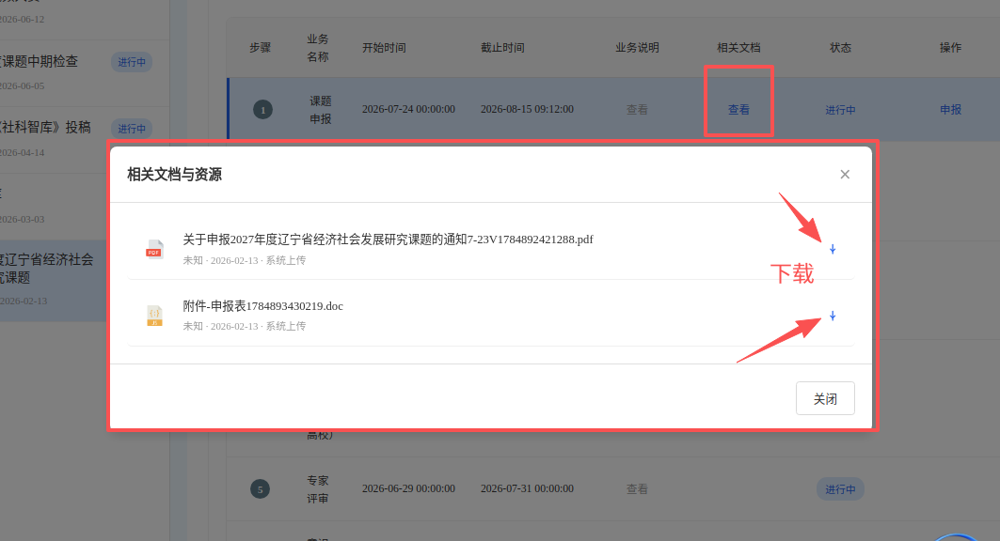 2026-06-12
度课题中期检查
进行中
2026-06-05
《社科智库》投稿
进行中
2026-04-14
2026-03-03
度辽宁省经济社会
究课题
2026-02-13
步骤
业务
名称
开始时间
截止时间
业务说明
相关文档
状态
操作
1
课题
申报
2026-07-24 00:00:00
2026-08-15 09:12:00
查看
查看
进行中
申报
相关文档与资源
×
PDF
关于申报2027年度辽宁省经济社会发展研究课题的通知7-23V1784892421288.pdf
未知 · 2026-02-13 · 系统上传
下载
附件-申报表1784893430219.doc
未知 · 2026-02-13 · 系统上传
关闭
高校）
5
专家
评审
2026-06-29 00:00:00
2026-07-31 00:00:00
查看
进行中